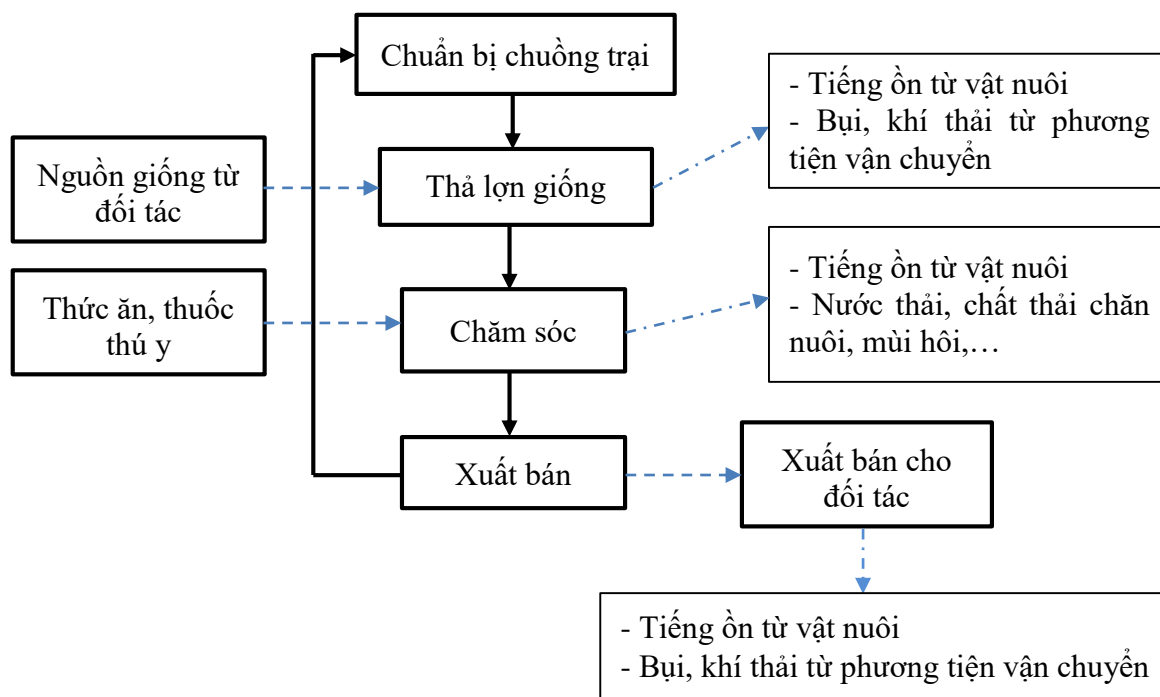 Chuẩn bị chuồng trại
- Tiếng ồn từ vật nuôi
- Bụi, khí thải từ phương
tiện vận chuyển
Nguồn giống từ
đối tác
Thả lợn giống
- Tiếng ồn từ vật nuôi
- Nước thải, chất thải chăn
nuôi, mùi hôi,…
Thức ăn, thuốc
thú y
Chăm sóc
Xuất bán
Xuất bán cho
đối tác
- Tiếng ồn từ vật nuôi
- Bụi, khí thải từ phương tiện vận chuyển